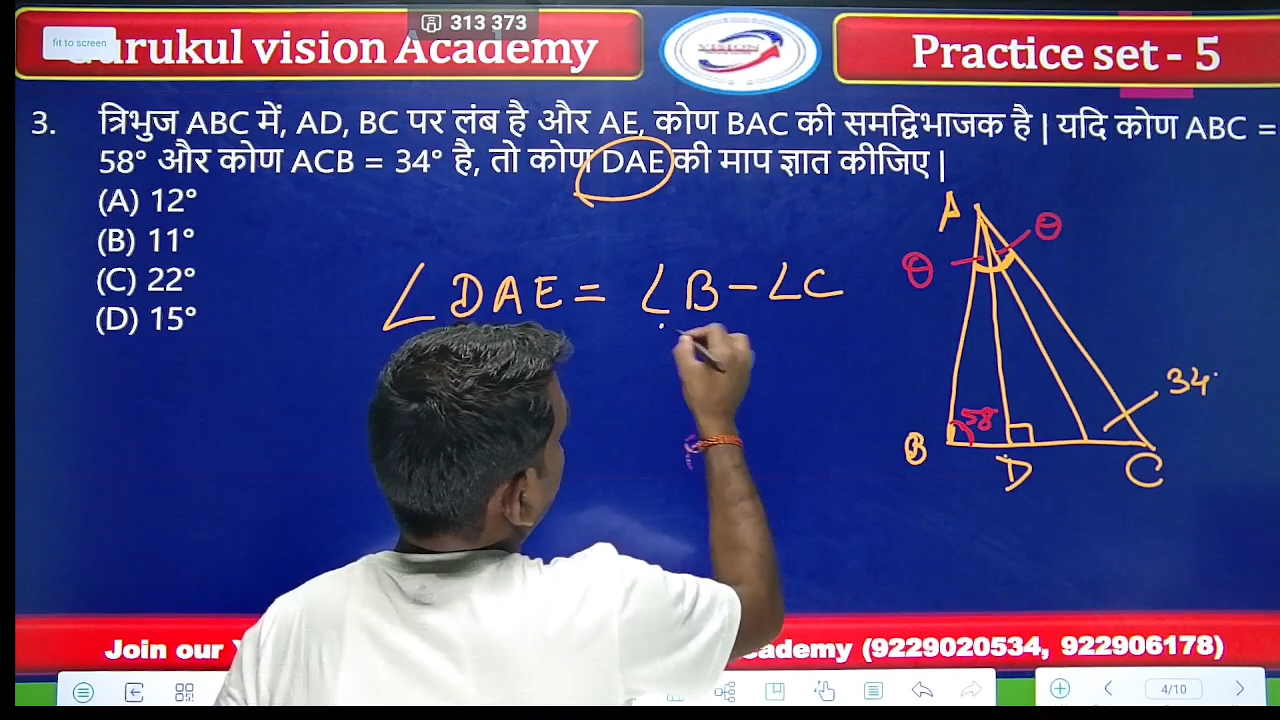 313 373
fit to screen
urukul vision Academy
VISION
Practice set - 5
3. त्रिभुज ABC में, AD, BC पर लंब है और AE, कोण BAC की समद्विभाजक है | यदि कोण ABC =
58° और कोण ACB = 34° है, तो कोण DAE की माप ज्ञात कीजिए |
(A) 12°
(B) 11°
(C) 22°
(D) 15°
∠DAE = ∠B - ∠C
A
θ
θ
34
58
B
D
C
Join our
ademy (9229020534, 922906178)
4/10